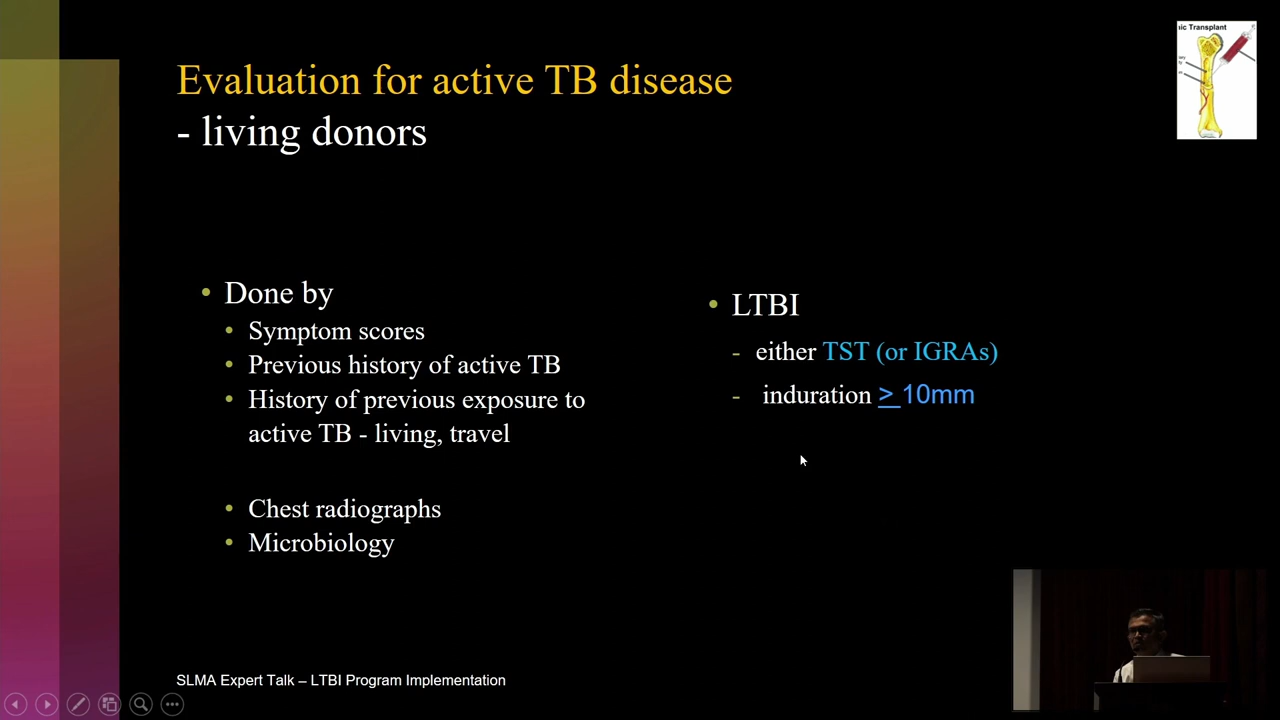 nic Transplant
Evaluation for active TB disease
- living donors
• Done by
• Symptom scores
• Previous history of active TB
• History of previous exposure to
active TB - living, travel
• Chest radiographs
• Microbiology
• LTBI
- either TST (or IGRAs)
- induration > 10mm
SLMA Expert Talk – LTBI Program Implementation